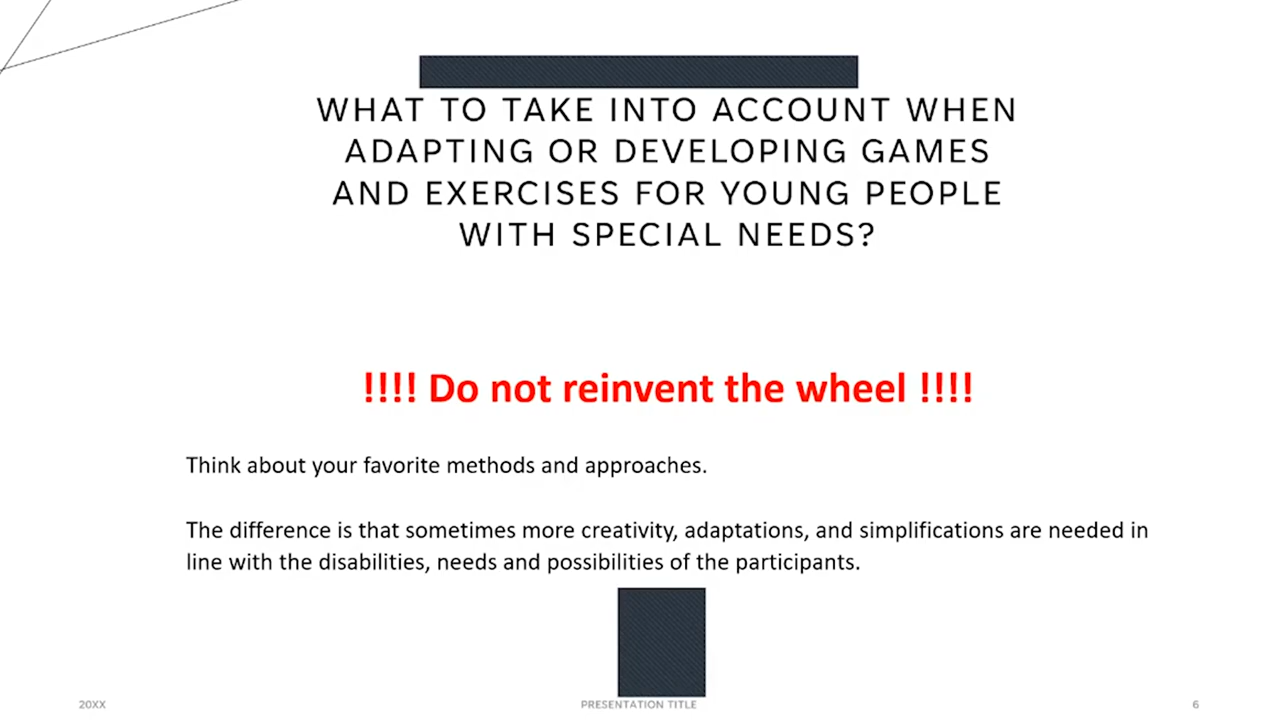 WHAT TO TAKE INTO ACCOUNT WHEN
ADAPTING OR DEVELOPING GAMES
AND EXERCISES FOR YOUNG PEOPLE
WITH SPECIAL NEEDS?
!!!! Do not reinvent the wheel !!!!
Think about your favorite methods and approaches.
The difference is that sometimes more creativity, adaptations, and simplifications are needed in
line with the disabilities, needs and possibilities of the participants.
20XX
PRESENTATION TITLE
6